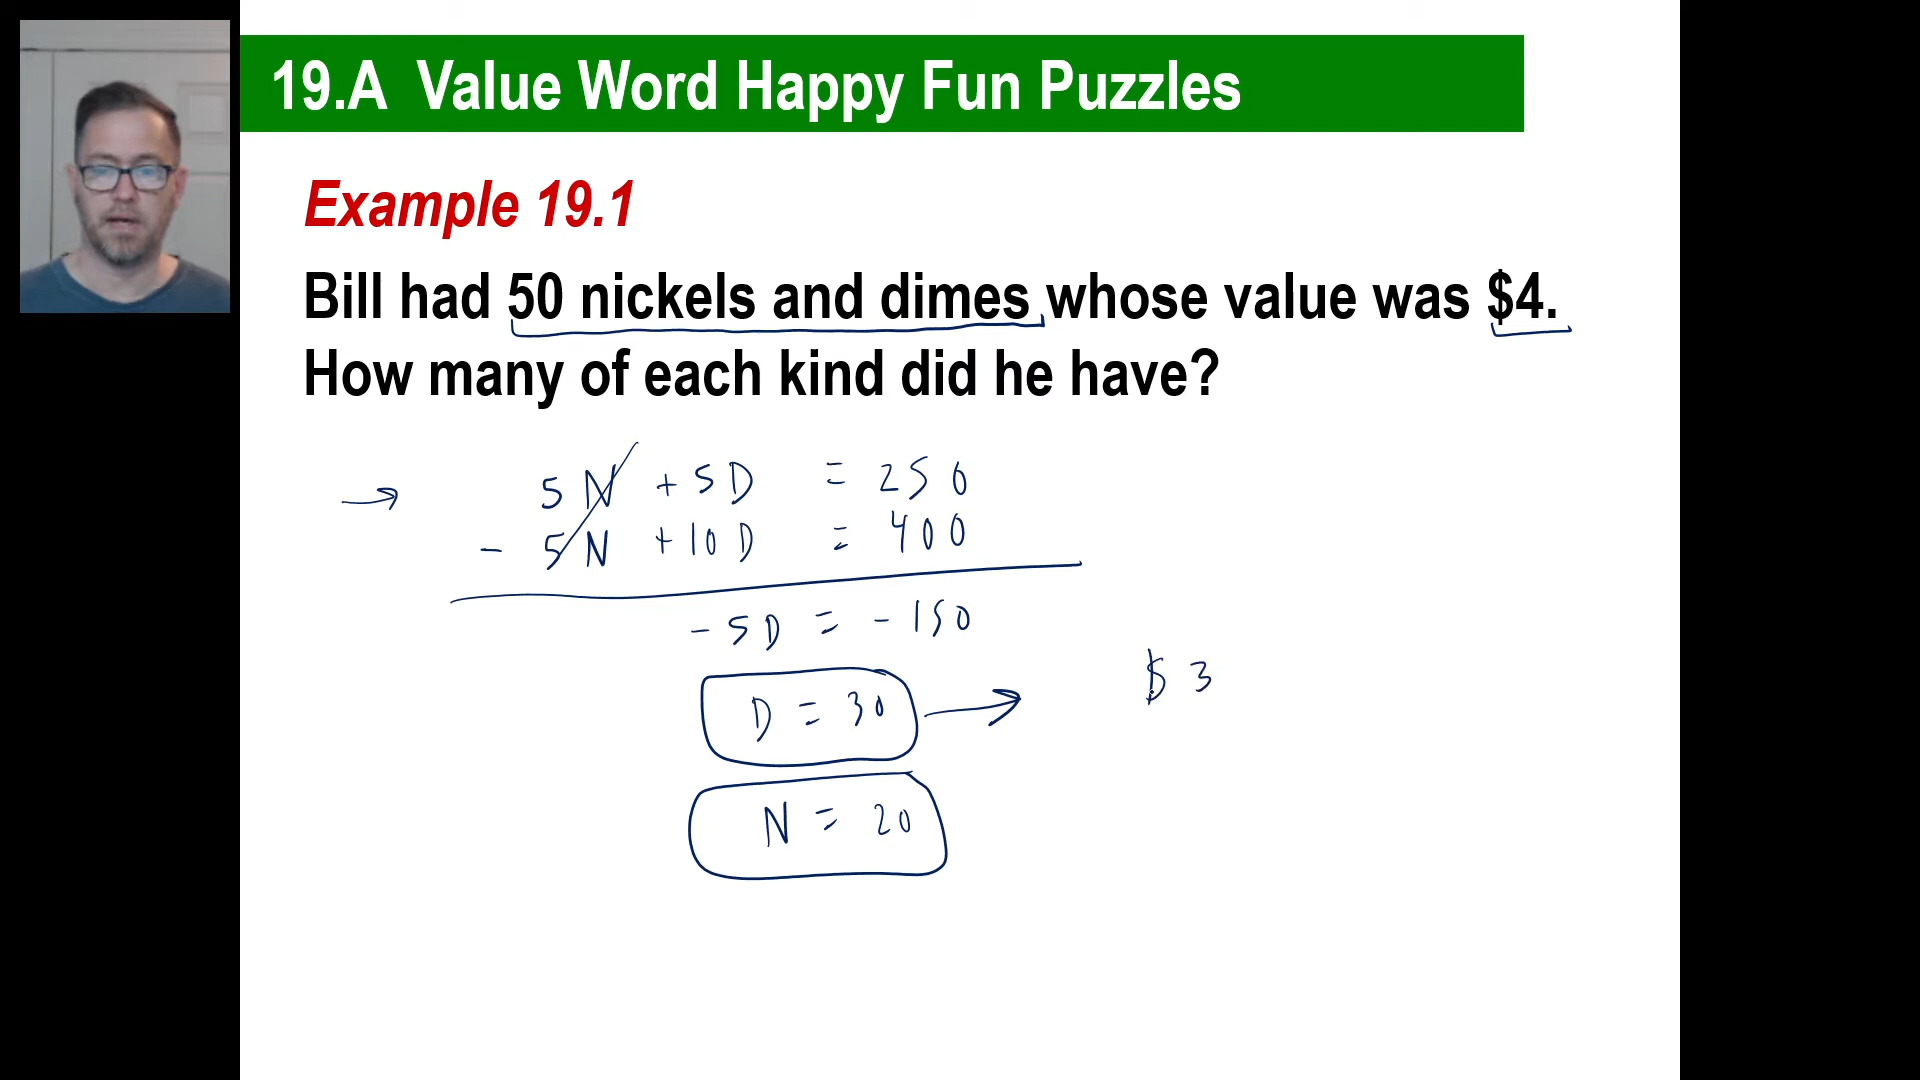 19.A Value Word Happy Fun Puzzles
Example 19.1
Bill had 50 nickels and dimes whose value was $4.
How many of each kind did he have?
→ 5N + 5D = 250
- 5N + 10D = 400
- 5D = - 150
D = 30 → $3
N = 20